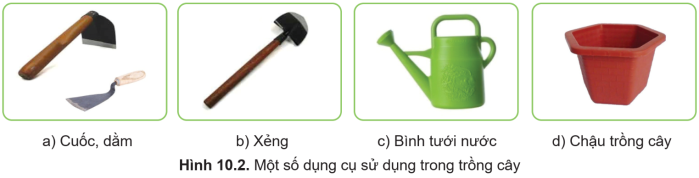 a) Cuốc, dằm
b) Xẻng
c) Bình tưới nước
d) Chậu trồng cây
Hình 10.2. Một số dụng cụ sử dụng trong trồng cây